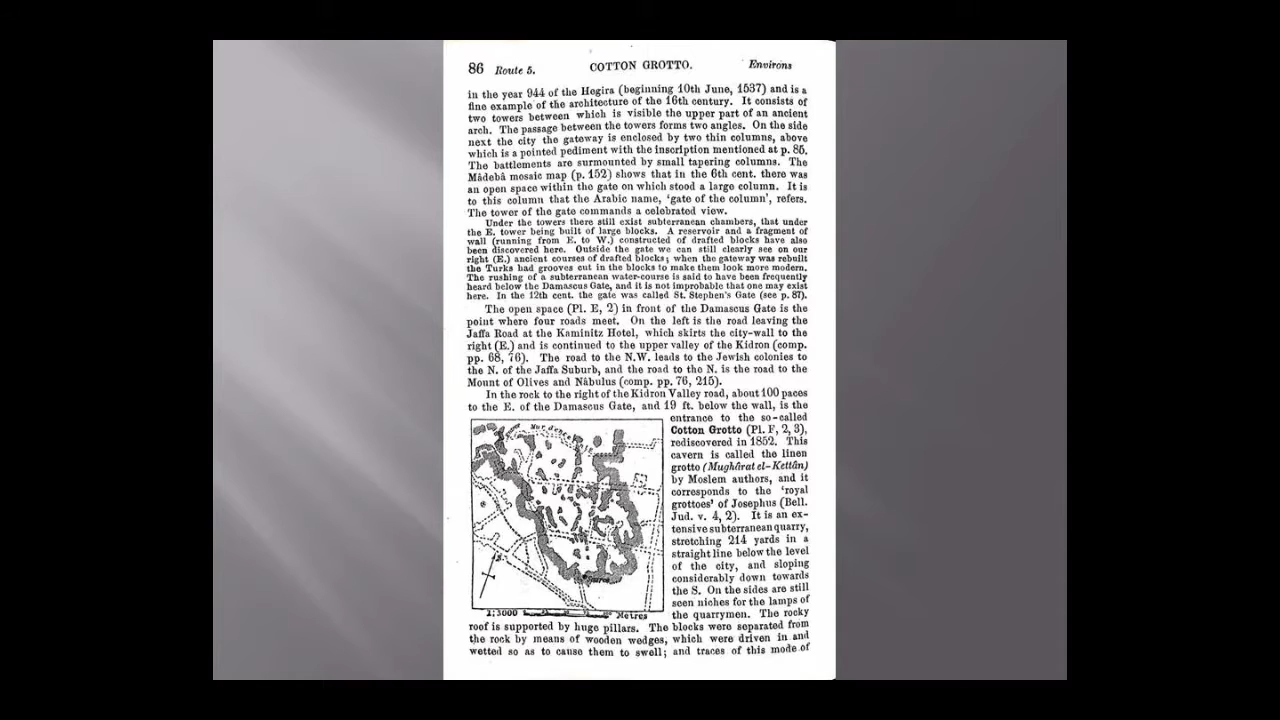 86 Route 5. COTTON GROTTO. Environs
in the year 944 of the Hegira (beginning 10th June, 1537) and is a
fine example of the architecture of the 16th century. It consists of
two towers between which is visible the upper part of an ancient
arch. The passage between the towers forms two angles. On the side
next the city the gateway is enclosed by two thin columns, above
which is a pointed pediment with the inscription mentioned at p. 85.
The battlements are surmounted by small tapering columns. The
Mâdebâ mosaic map (p. 152) shows that in the 6th cent. there was
an open space within the gate on which stood a large column. It is
to this column that the Arabic name, 'gate of the column', refers.
The tower of the gate commands a celebrated view.
Under the towers there still exist subterranean chambers, that under
the E. tower being built of large blocks. A reservoir and a fragment of
wall (running from E. to W.) constructed of drafted blocks have also
been discovered here. Outside the gate we can still clearly see on our
right (E.) ancient courses of drafted blocks; when the gateway was rebuilt
the Turks had grooves cut in the blocks to make them look more modern.
The rushing of a subterranean water-course is said to have been frequently
heard below the Damascus Gate, and it is not improbable that one may exist
here. In the 12th cent. the gate was called St. Stephen's Gate (see p. 87).
The open space (Pl. E, 2) in front of the Damascus Gate is the
point where four roads meet. On the left is the road leaving the
Jaffa Road at the Kaminitz Hotel, which skirts the city-wall to the
right (E.) and is continued to the upper valley of the Kidron (comp.
pp. 68, 76). The road to the N.W. leads to the Jewish colonies to
the N. of the Jaffa Suburb, and the road to the N. is the road to the
Mount of Olives and Nâbulus (comp. pp. 76, 215).
In the rock to the right of the Kidron Valley road, about 100 paces
to the E. of the Damascus Gate, and 19 ft. below the wall, is the
entrance to the so-called
Cotton Grotto (Pl. F, 2, 3),
rediscovered in 1852. This
cavern is called the linen
grotto (Mughârat el-Kettân)
by Moslem authors, and it
corresponds to the 'royal
grottoes' of Josephus (Bell.
Jud. v. 4, 2). It is an ex-
tensive subterranean quarry,
stretching 214 yards in a
straight line below the level
of the city, and sloping
considerably down towards
the S. On the sides are still
seen niches for the lamps of
the quarrymen. The rocky
1:3000 Metres
roof is supported by huge pillars. The blocks were separated from
the rock by means of wooden wedges, which were driven in and
wetted so as to cause them to swell; and traces of this mode of